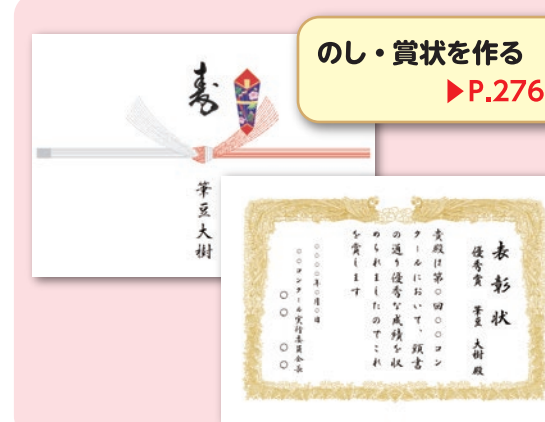 のし・賞状を作る
▶P.276
寿
筆豆大樹
表彰状
優秀賞 筆豆 大樹 殿
貴殿は第○回○○コン
クールにおいて、頭書
の通り優秀な成績を収
められましたのでこれ
を賞します
○○○○年○月○日
○○コンクール実行委員会長
○○ ○○